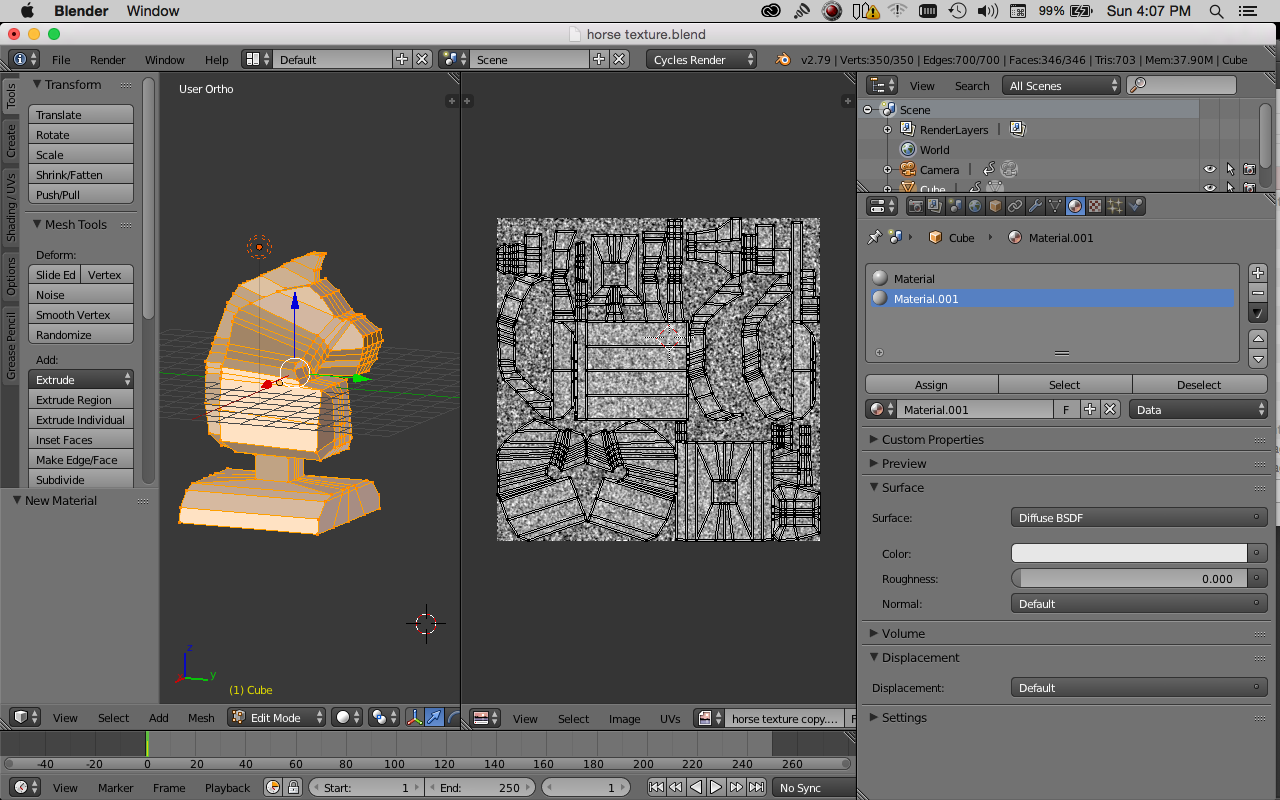 Blender Window 99% Sun 4:07 PM
horse texture.blend
File Render Window Help Default Scene Cycles Render v2.79 | Verts:350/350 | Edges:700/700 | Faces:346/346 | Tris:703 | Mem:37.90M | Cube
Tools
Create
Shading / UVs
Options
Grease Pencil
Transform
Translate
Rotate
Scale
Shrink/Fatten
Push/Pull
Mesh Tools
Deform:
Slide Ed Vertex
Noise
Smooth Vertex
Randomize
Add:
Extrude
Extrude Region
Extrude Individual
Inset Faces
Make Edge/Face
Subdivide
New Material
User Ortho
z
x
y
(1) Cube
View Select Add Mesh Edit Mode
View Select Image UVs horse texture copy.... F
View Search All Scenes
Scene
RenderLayers
World
Camera
Cube
Cube Material.001
Material
Material.001
Assign Select Deselect
Material.001 F Data
Custom Properties
Preview
Surface
Surface: Diffuse BSDF
Color:
Roughness: 0.000
Normal: Default
Volume
Displacement
Displacement: Default
Settings
-40 -20 0 20 40 60 80 100 120 140 160 180 200 220 240 260
View Marker Frame Playback Start: 1 End: 250 1 No Sync